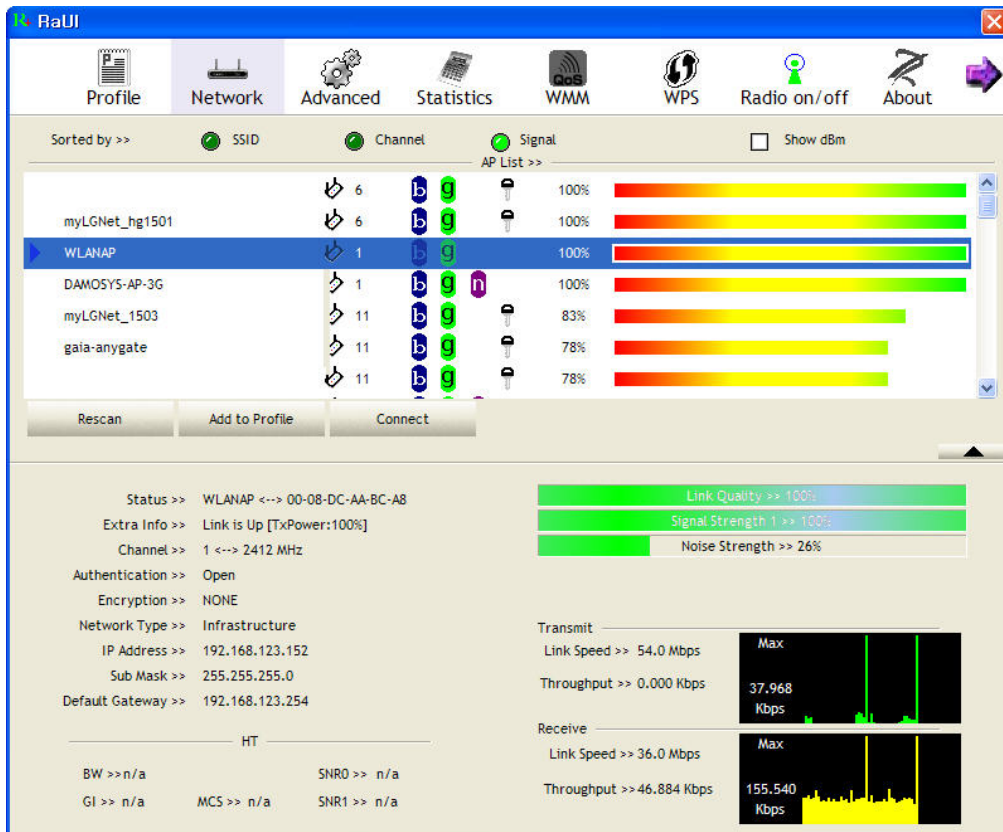 RaUI
Profile Network Advanced Statistics WMM WPS Radio on/off About
QoS
Sorted by >> SSID Channel Signal Show dBm
AP List >>
6 b g 100%
myLGNet_hg1501 6 b g 100%
WLANAP 1 b g 100%
DAMOSYS-AP-3G 1 b g n 100%
myLGNet_1503 11 b g 83%
gaia-anygate 11 b g 78%
11 b g 78%
Rescan Add to Profile Connect
Status >> WLANAP <--> 00-08-DC-AA-BC-A8
Extra Info >> Link is Up [TxPower:100%]
Channel >> 1 <--> 2412 MHz
Authentication >> Open
Encryption >> NONE
Network Type >> Infrastructure
IP Address >> 192.168.123.152
Sub Mask >> 255.255.255.0
Default Gateway >> 192.168.123.254
HT
BW >> n/a SNR0 >> n/a
GI >> n/a MCS >> n/a SNR1 >> n/a
Link Quality >> 100%
Signal Strength 1 >> 100%
Noise Strength >> 26%
Transmit
Link Speed >> 54.0 Mbps
Throughput >> 0.000 Kbps
Max
37.968
Kbps
Receive
Link Speed >> 36.0 Mbps
Throughput >> 46.884 Kbps
Max
155.540
Kbps